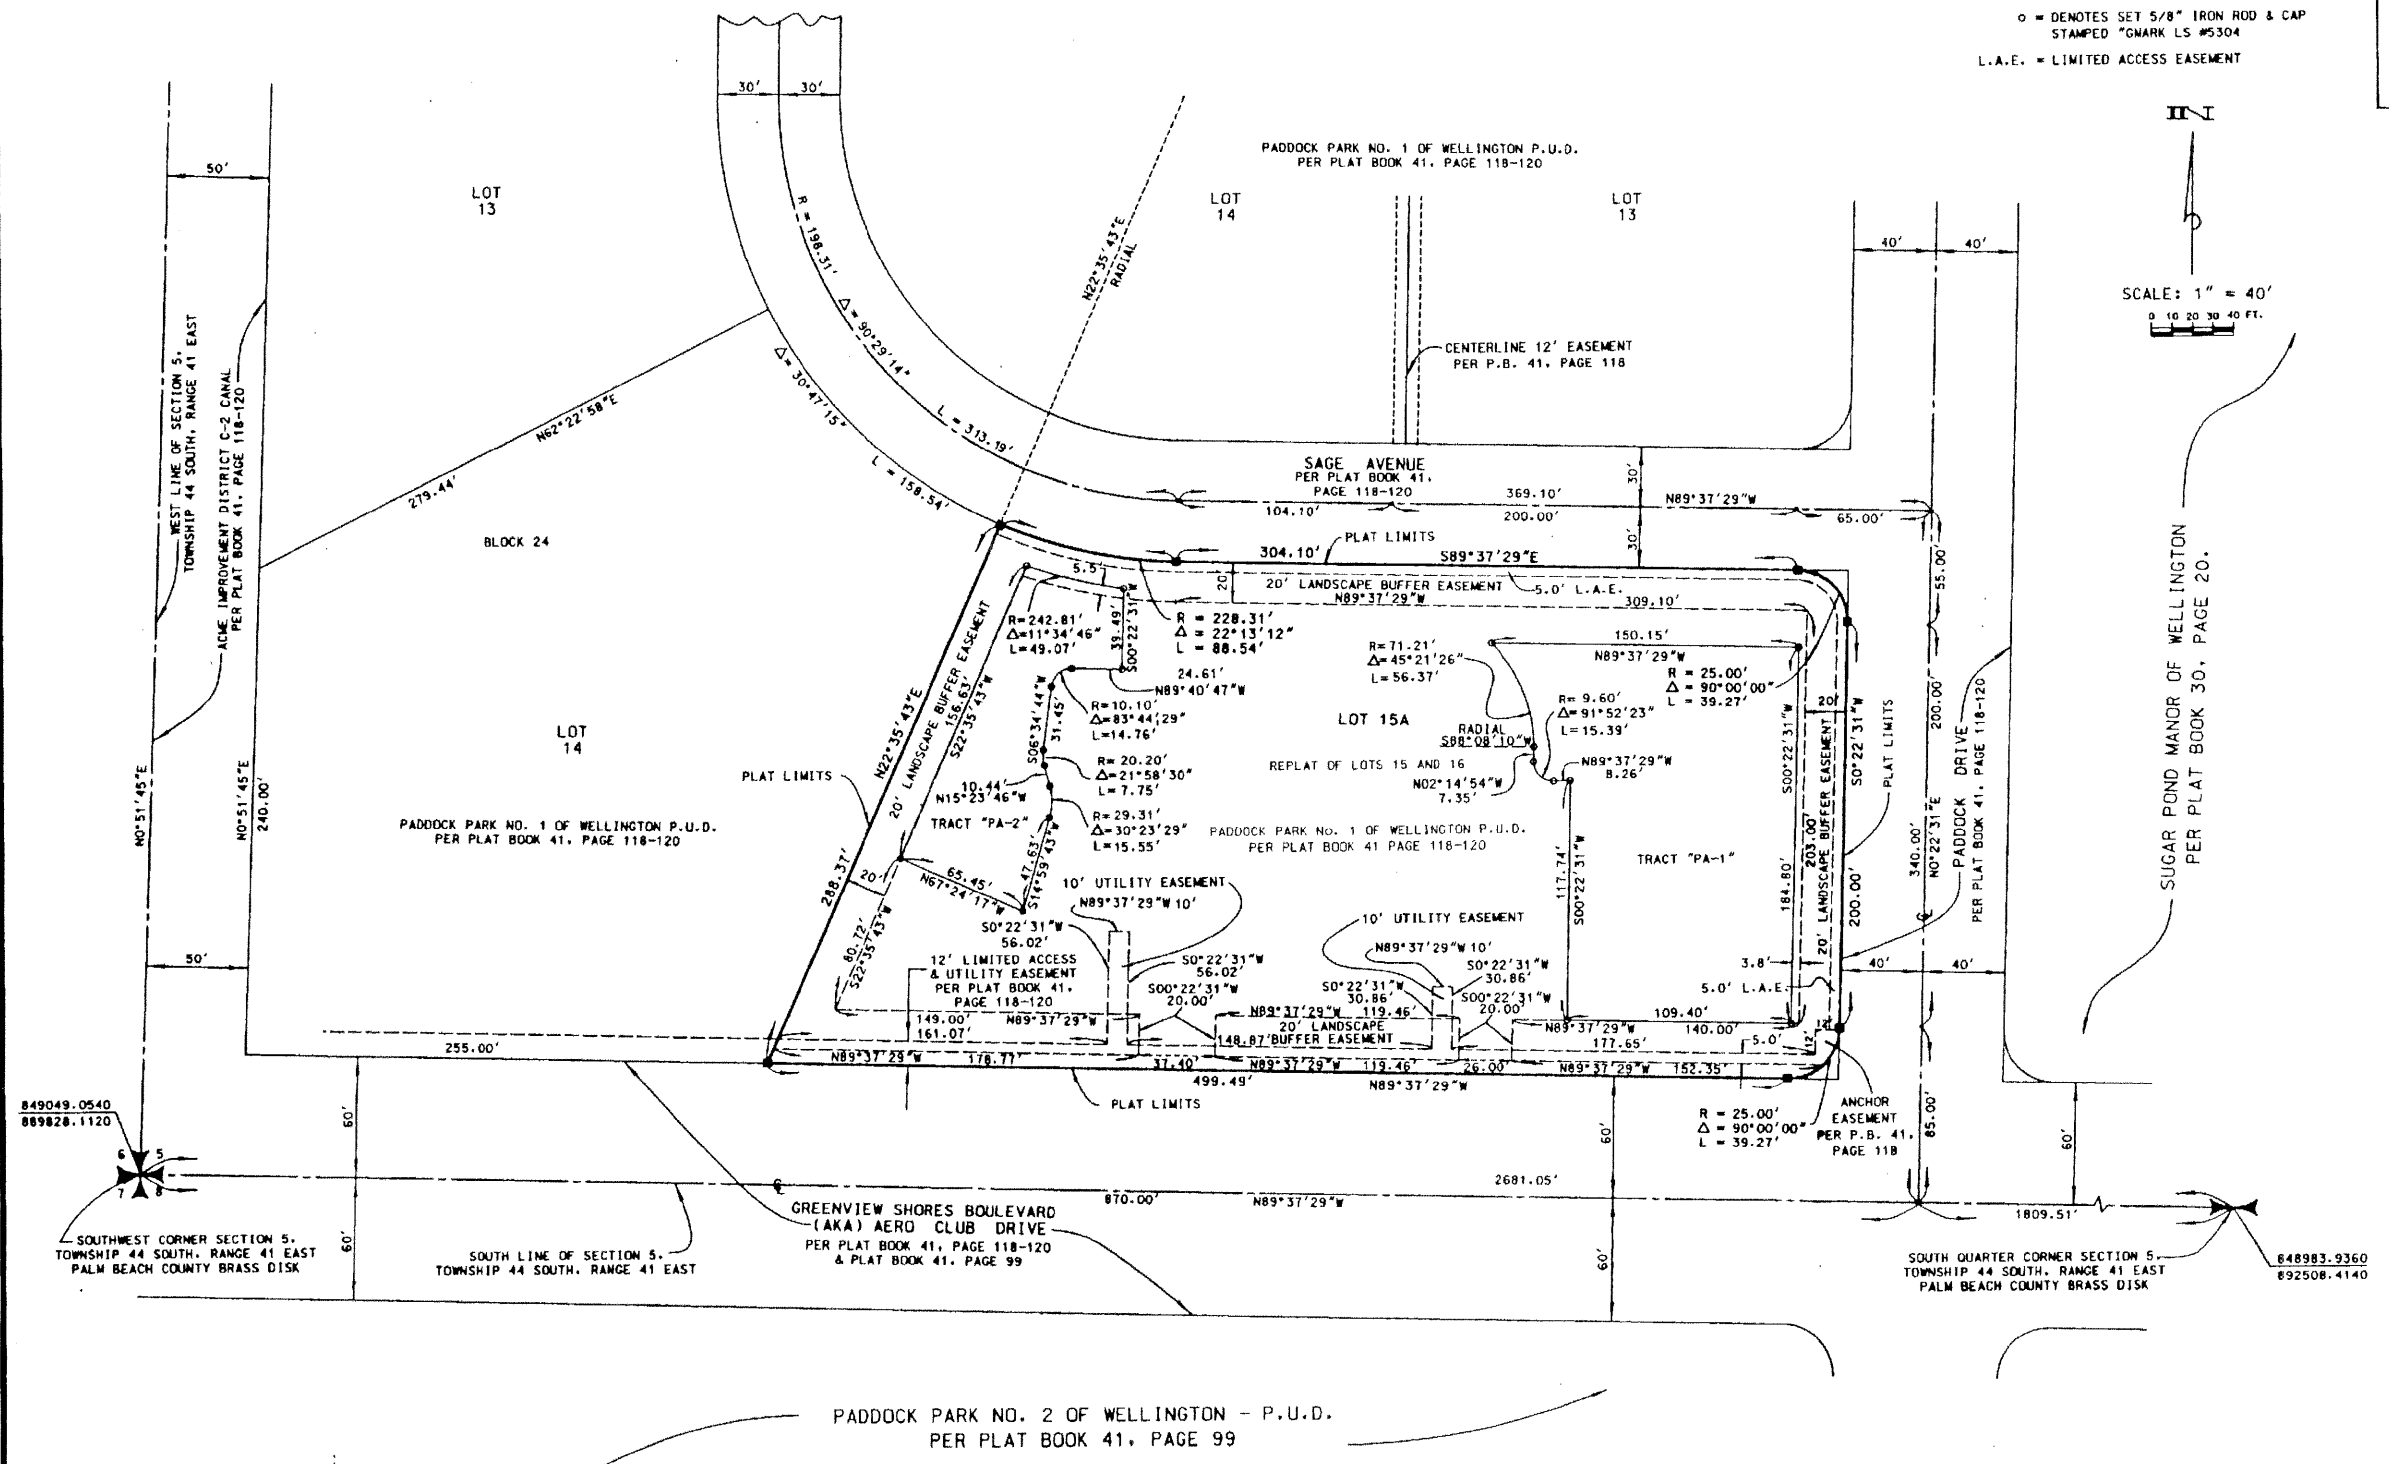 o = DENOTES SET 5/8" IRON ROD & CAP
STAMPED "GMARK LS #5304
L.A.E. = LIMITED ACCESS EASEMENT
N
SCALE: 1" = 40'
0 10 20 30 40 FT.
30'
30'
50'
LOT
13
PADDOCK PARK NO. 1 OF WELLINGTON P.U.D.
PER PLAT BOOK 41, PAGE 118-120
LOT
14
LOT
13
40'
40'
N22°35'43"E
RADIAL
R = 198.31'
Δ = 90°29'14"
L = 313.19'
Δ = 30°47'15"
L = 158.54'
CENTERLINE 12' EASEMENT
PER P.B. 41, PAGE 118
WEST LINE OF SECTION 5,
TOWNSHIP 44 SOUTH, RANGE 41 EAST
ACME IMPROVEMENT DISTRICT C-2 CANAL
PER PLAT BOOK 41, PAGE 118-120
N62°22'58"E
279.44'
BLOCK 24
SAGE AVENUE
PER PLAT BOOK 41,
PAGE 118-120
30'
30'
369.10'
N89°37'29"W
104.10'
200.00'
65.00'
PLAT LIMITS
304.10'
S89°37'29"E
55.00'
5.5'
20'
20' LANDSCAPE BUFFER EASEMENT
5.0' L.A.E.
N89°37'29"W
309.10'
R=242.81'
Δ=11°34'46"
L=49.07'
39.49'
S00°22'31"W
R = 228.31'
Δ = 22°13'12"
L = 88.54'
24.61'
N89°40'47"W
R=71.21'
Δ=45°21'26"
L=56.37'
150.15'
N89°37'29"W
R = 25.00'
Δ = 90°00'00"
L = 39.27'
R= 9.60'
Δ=91°52'23"
L=15.39'
20'
R=10.10'
Δ=83°44'29"
L=14.76'
S06°34'44"W
31.45'
LOT 15A
RADIAL
S88°08'10"W
REPLAT OF LOTS 15 AND 16
N89°37'29"W
8.26'
N02°14'54"W
7.35'
R= 20.20'
Δ=21°58'30"
L= 7.75'
10.44'
N15°23'46"W
R= 29.31'
Δ=30°23'29"
L=15.55'
TRACT "PA-2"
PADDOCK PARK No. 1 OF WELLINGTON P.U.D.
PER PLAT BOOK 41 PAGE 118-120
TRACT "PA-1"
LOT
14
PLAT LIMITS
N22°35'43"E
288.37'
20' LANDSCAPE BUFFER EASEMENT
156.63'
S22°35'43"W
PADDOCK PARK NO. 1 OF WELLINGTON P.U.D.
PER PLAT BOOK 41, PAGE 118-120
N0°51'45"E
N0°51'45"E
240.00'
47.63'
S14°59'43"W
20'
65.45'
N67°24'17"W
80.72'
S22°35'43"W
10' UTILITY EASEMENT
N89°37'29"W 10'
S0°22'31"W
56.02'
12' LIMITED ACCESS
& UTILITY EASEMENT
PER PLAT BOOK 41,
PAGE 118-120
S0°22'31"W
56.02'
S00°22'31"W
20.00'
10' UTILITY EASEMENT
N89°37'29"W 10'
S0°22'31"W
30.86'
S0°22'31"W
30.86'
S00°22'31"W
20.00'
117.74'
S00°22'31"W
S00°22'31"W
184.80'
203.00'
20' LANDSCAPE BUFFER EASEMENT
20'
S0°22'31"W
200.00'
PLAT LIMITS
PADDOCK DRIVE
PER PLAT BOOK 41, PAGE 118-120
200.00'
340.00'
N0°22'31"E
SUGAR POND MANOR OF WELLINGTON
PER PLAT BOOK 30, PAGE 20.
50'
3.8'
5.0' L.A.E.
40'
40'
149.00'
N89°37'29"W
161.07'
N89°37'29"W
119.46'
20' LANDSCAPE
BUFFER EASEMENT
148.87'
109.40'
N89°37'29"W
140.00'
177.65'
5.0'
12'
12'
255.00'
N89°37'29"W
178.77'
37.40'
N89°37'29"W
119.46'
26.00'
N89°37'29"W
152.35'
499.49'
N89°37'29"W
PLAT LIMITS
R = 25.00'
Δ = 90°00'00"
L = 39.27'
ANCHOR
EASEMENT
PER P.B. 41,
PAGE 118
85.00'
60'
60'
60'
60'
60'
849049.0540
889828.1120
6 5
7 8
870.00'
N89°37'29"W
2681.05'
1809.51'
GREENVIEW SHORES BOULEVARD
(AKA) AERO CLUB DRIVE
PER PLAT BOOK 41, PAGE 118-120
& PLAT BOOK 41, PAGE 99
SOUTHWEST CORNER SECTION 5,
TOWNSHIP 44 SOUTH, RANGE 41 EAST
PALM BEACH COUNTY BRASS DISK
SOUTH LINE OF SECTION 5,
TOWNSHIP 44 SOUTH, RANGE 41 EAST
SOUTH QUARTER CORNER SECTION 5,
TOWNSHIP 44 SOUTH, RANGE 41 EAST
PALM BEACH COUNTY BRASS DISK
848983.9360
892508.4140
PADDOCK PARK NO. 2 OF WELLINGTON - P.U.D.
PER PLAT BOOK 41, PAGE 99